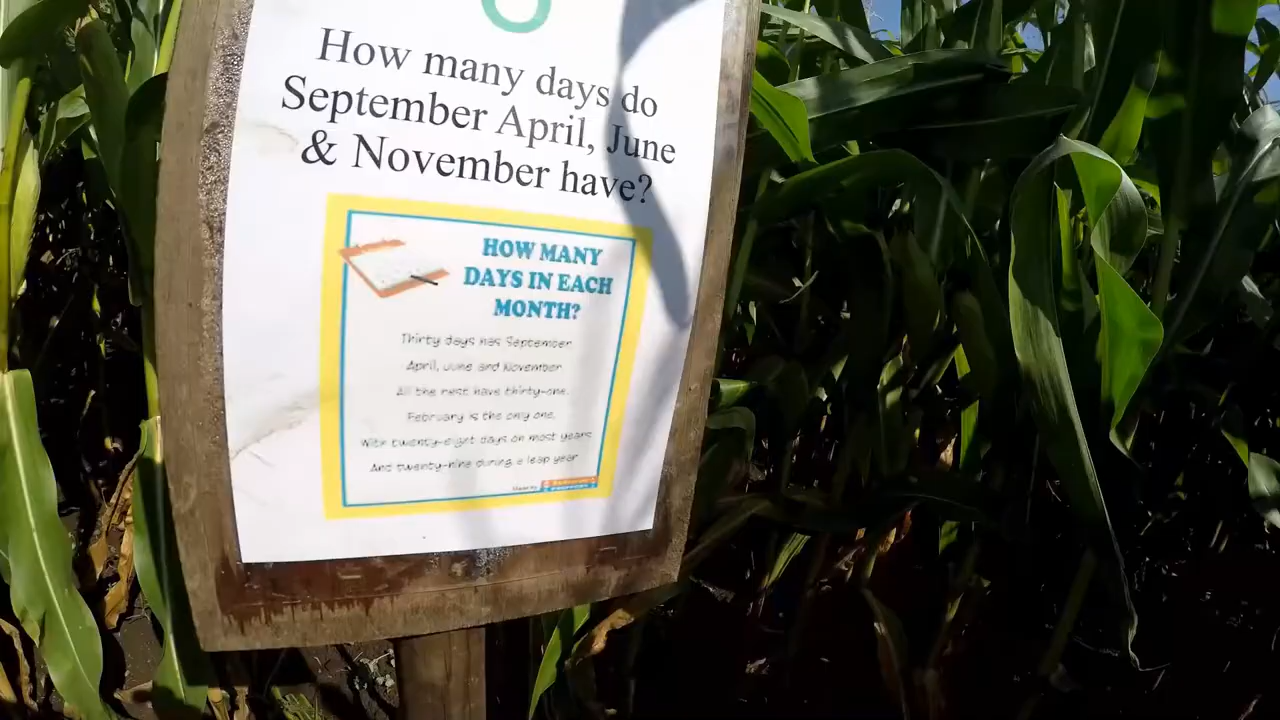 How many days do
September April, June
& November have?
HOW MANY
DAYS IN EACH
MONTH?
Thirty days has September
April, June and November
All the rest have thirty-one.
February is the only one,
With twenty-eight days on most years
And twenty-nine during a leap year